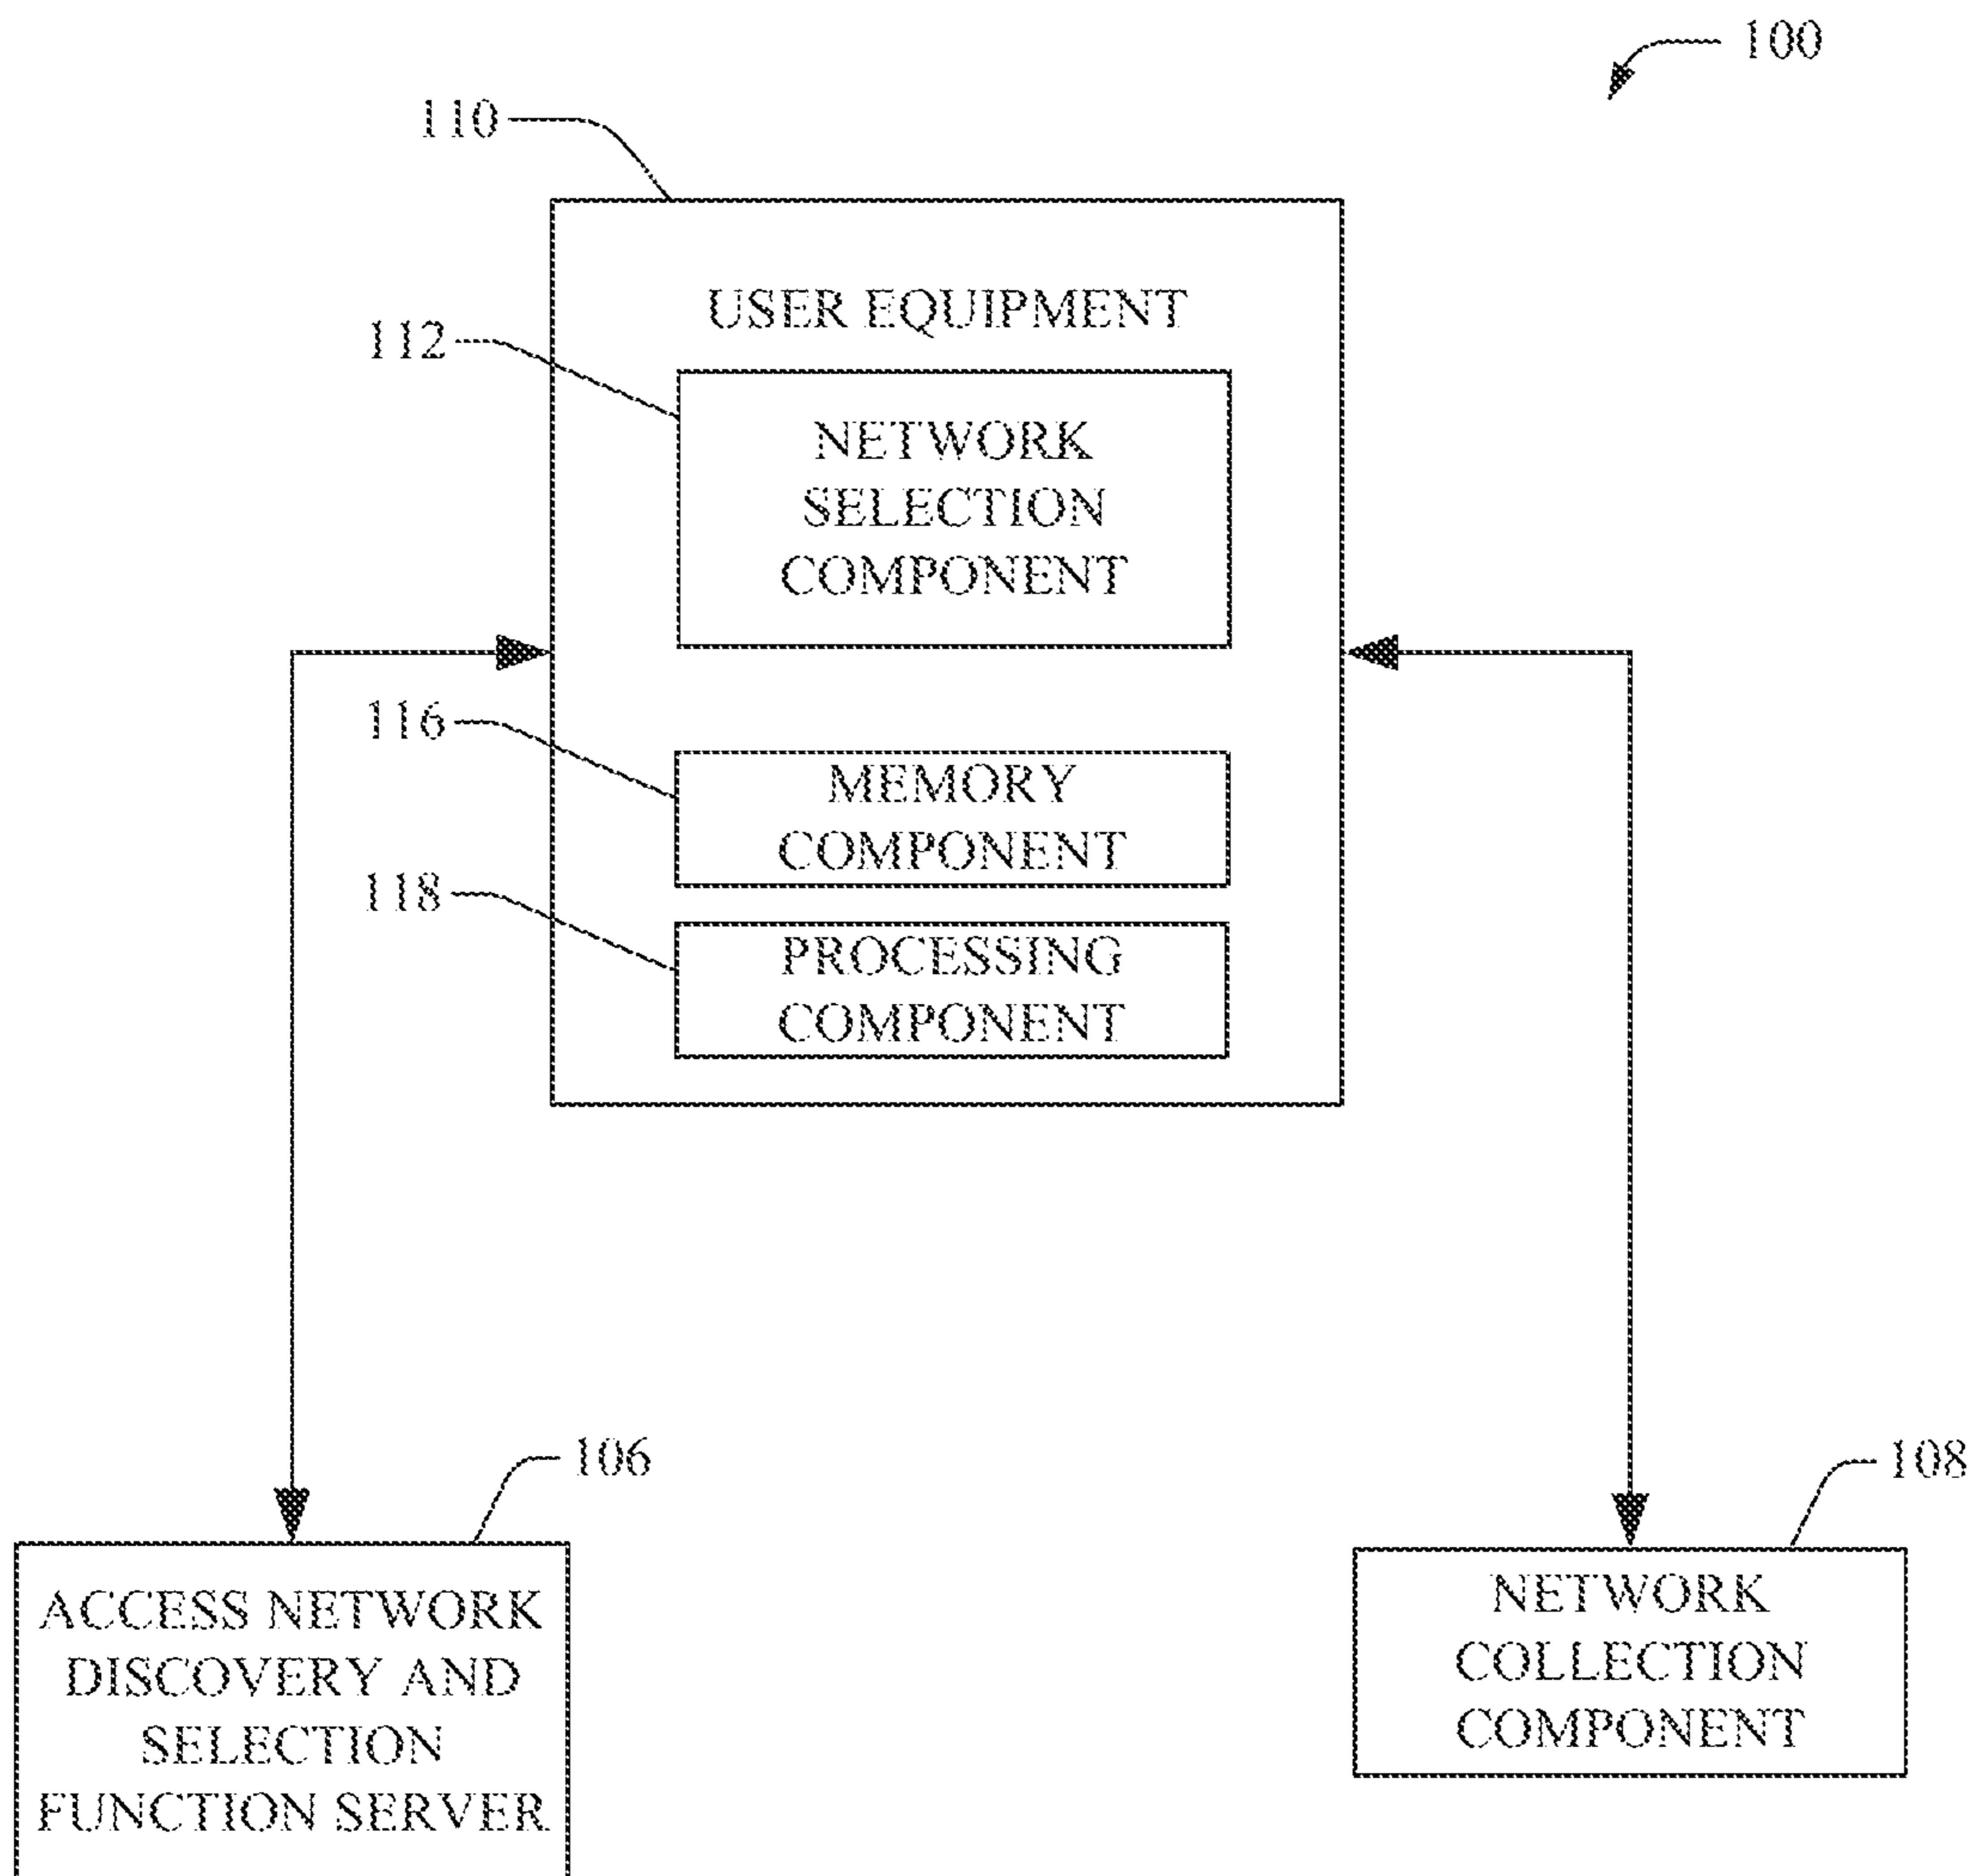 100
110
USER EQUIPMENT
112
NETWORK
SELECTION
COMPONENT
116
MEMORY
COMPONENT
118
PROCESSING
COMPONENT
106
ACCESS NETWORK
DISCOVERY AND
SELECTION
FUNCTION SERVER
108
NETWORK
COLLECTION
COMPONENT